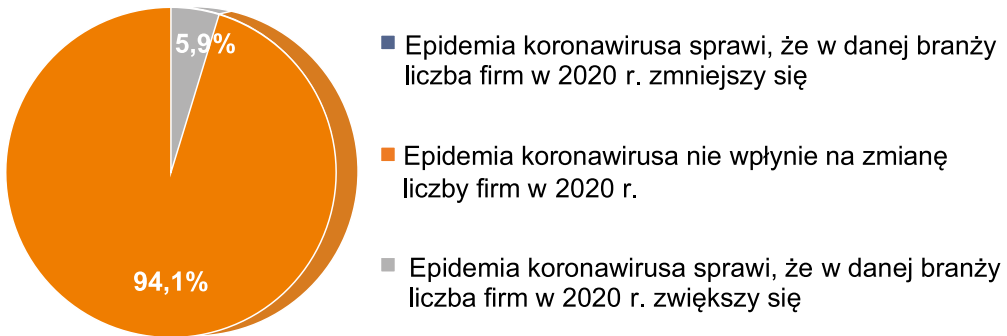 5,9%
94,1%
Epidemia koronawirusa sprawi, że w danej branży
liczba firm w 2020 r. zmniejszy się
Epidemia koronawirusa nie wpłynie na zmianę
liczby firm w 2020 r.
Epidemia koronawirusa sprawi, że w danej branży
liczba firm w 2020 r. zwiększy się